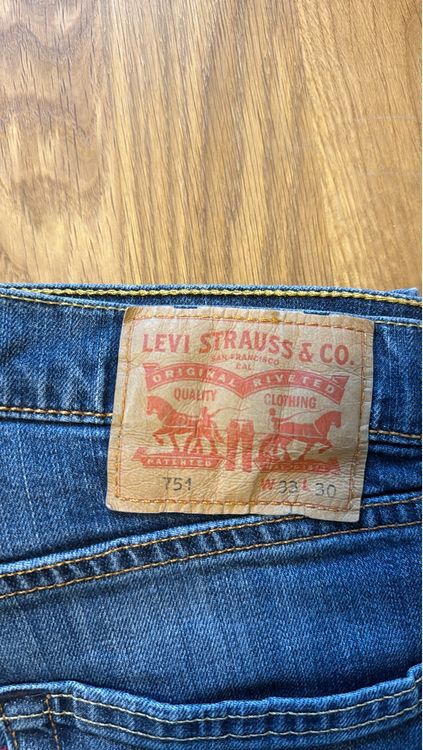 LEVI STRAUSS & CO.
SAN FRANCISCO
CAL.
ORIGINAL RIVETED
QUALITY CLOTHING
PATENTED
751 W 33 L 30